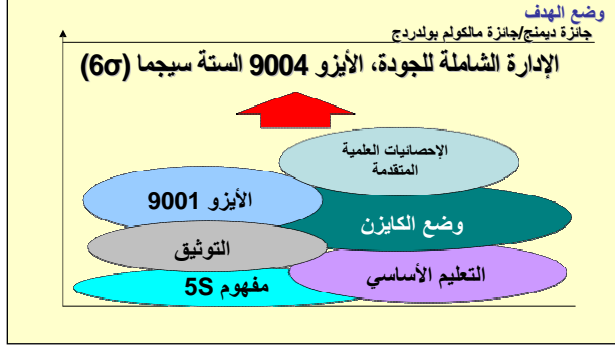 وضع الهدف
جائزة ديمنج/جائزة مالكولم بولدردج
الإدارة الشاملة للجودة، الأيزو 9004 الستة سيجما (6σ)
الإحصائيات العلمية
المتقدمة
الأيزو 9001
وضع الكايزن
التوثيق
التعليم الأساسي
مفهوم 5S